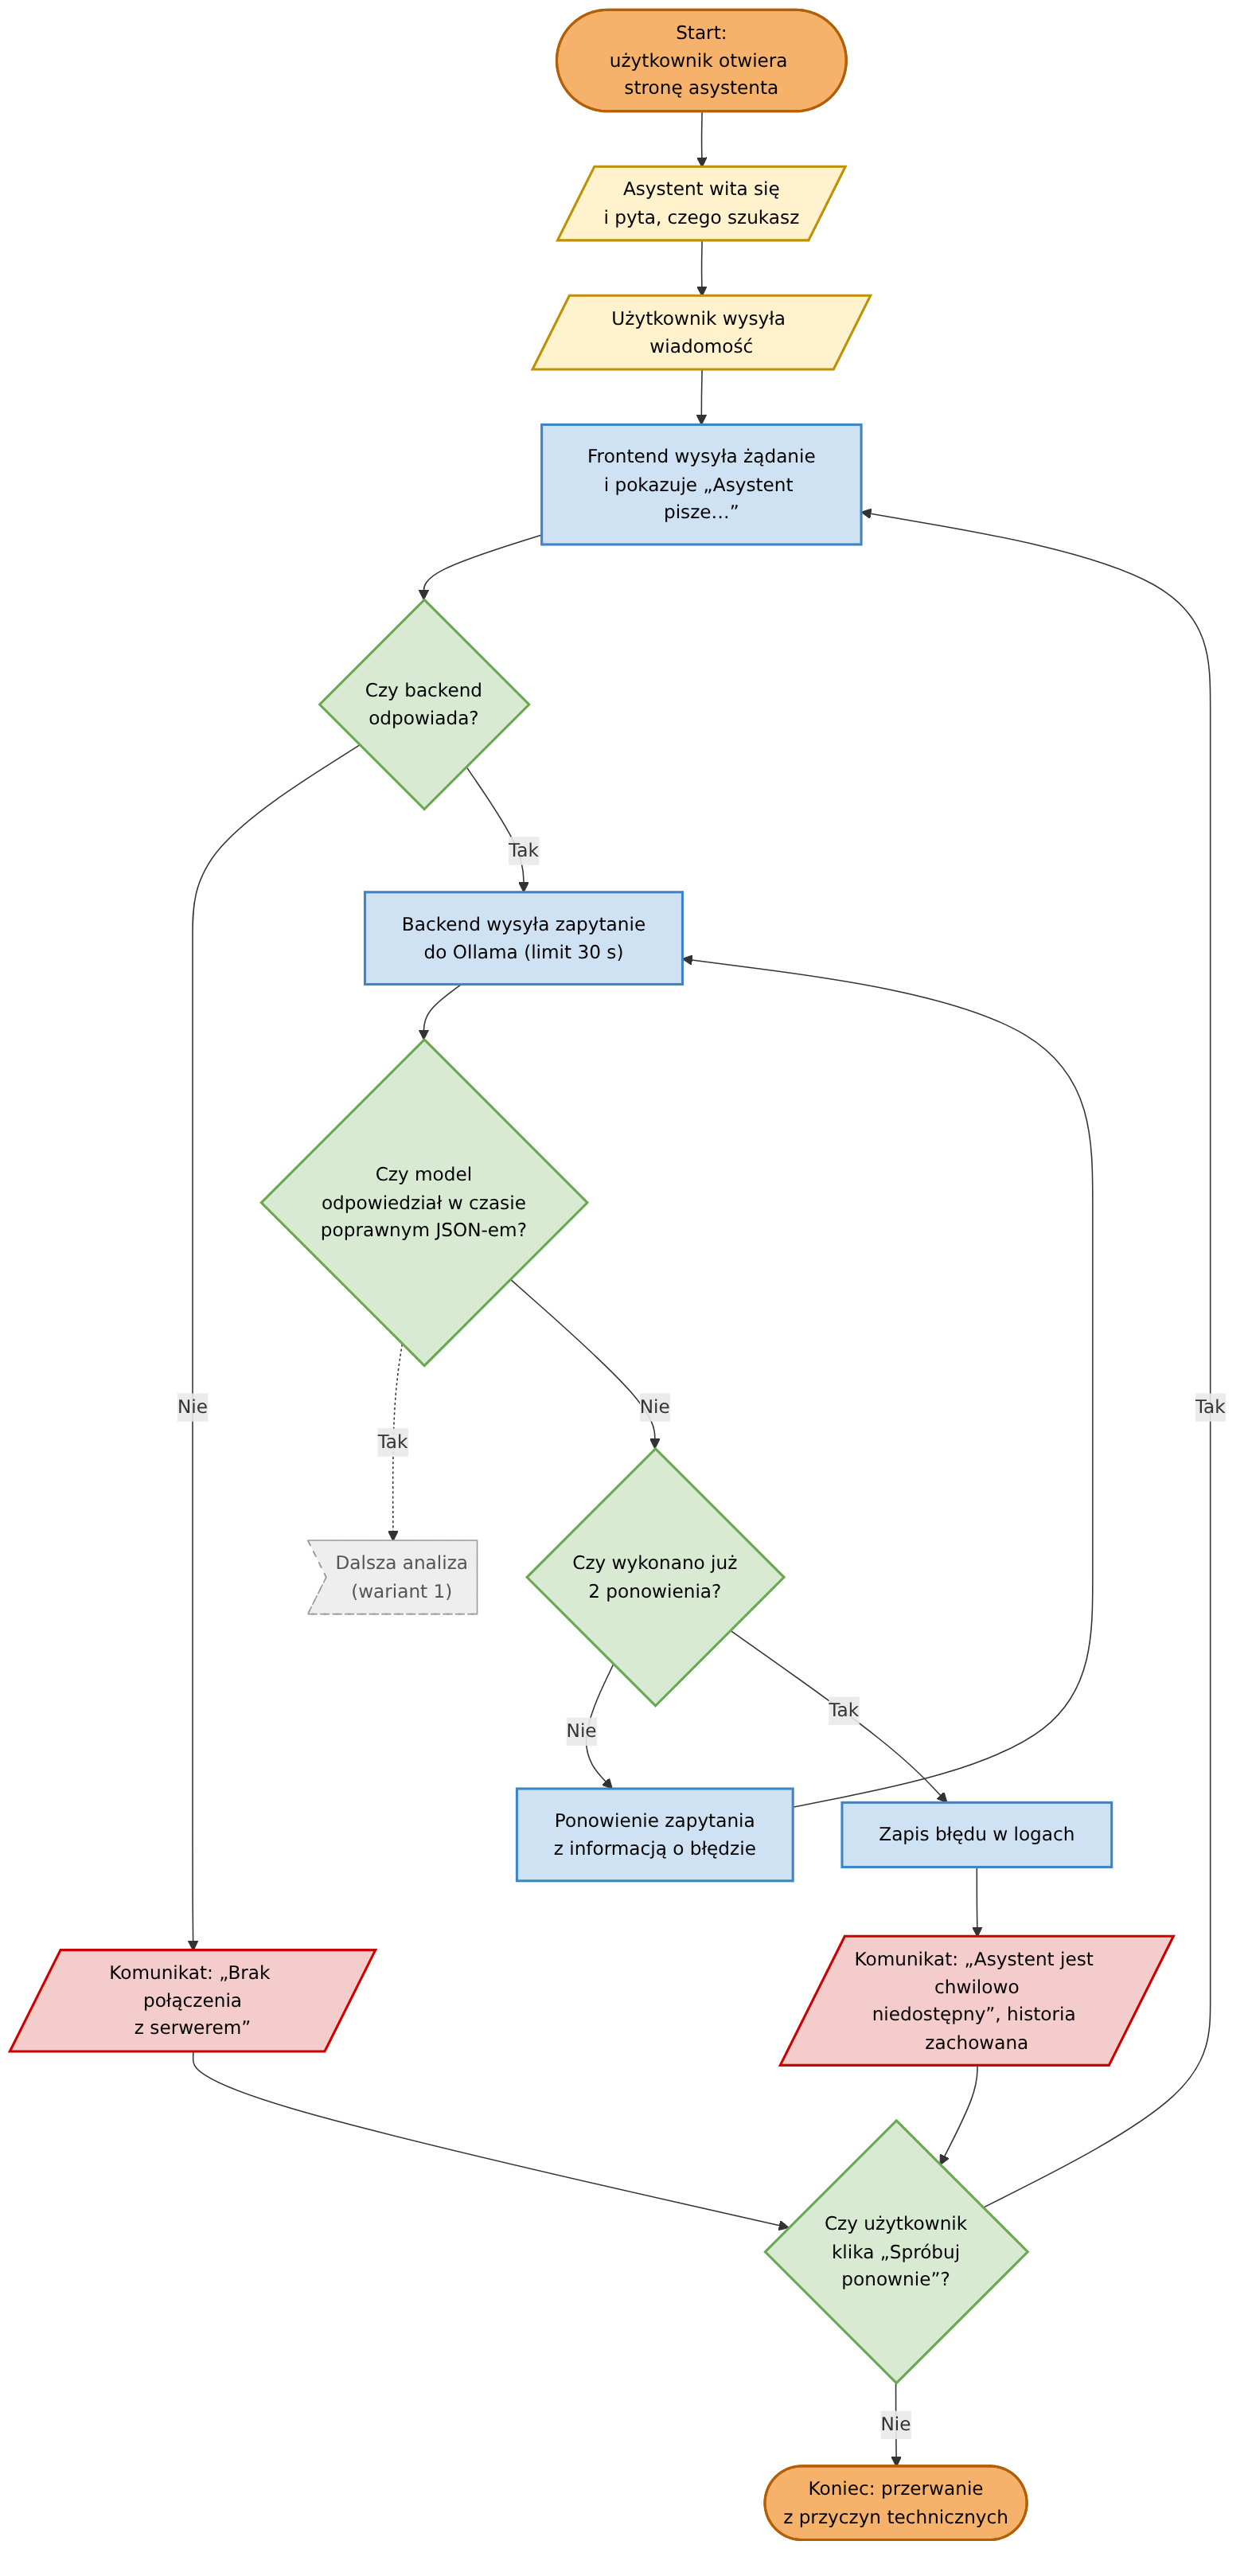 Start:
użytkownik otwiera
stronę asystenta
Asystent wita się
i pyta, czego szukasz
Użytkownik wysyła
wiadomość
Frontend wysyła żądanie
i pokazuje „Asystent
pisze...”
Czy backend
odpowiada?
Tak
Backend wysyła zapytanie
do Ollama (limit 30 s)
Czy model
odpowiedział w czasie
poprawnym JSON-em?
Nie
Nie
Tak
Tak
Dalsza analiza
(wariant 1)
Czy wykonano już
2 ponowienia?
Nie
Tak
Ponowienie zapytania
z informacją o błędzie
Zapis błędu w logach
Komunikat: „Brak
połączenia
z serwerem”
Komunikat: „Asystent jest
chwilowo
niedostępny”, historia
zachowana
Czy użytkownik
klika „Spróbuj
ponownie”?
Nie
Koniec: przerwanie
z przyczyn technicznych